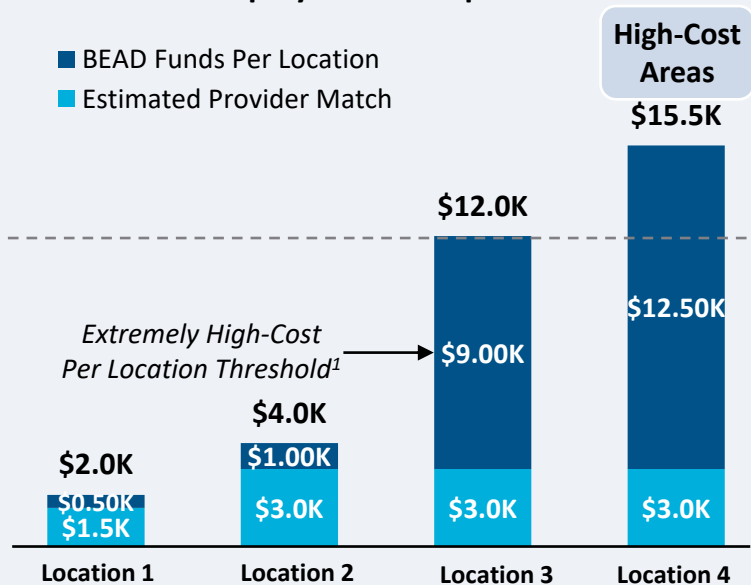 BEAD Funds Per Location
Estimated Provider Match
High-Cost
Areas
$15.5K
$12.0K
$12.50K
Extremely High-Cost
Per Location Threshold¹
$9.00K
$4.0K
$1.00K
$2.0K
$0.50K
$1.5K
$3.0K
$3.0K
$3.0K
Location 1
Location 2
Location 3
Location 4